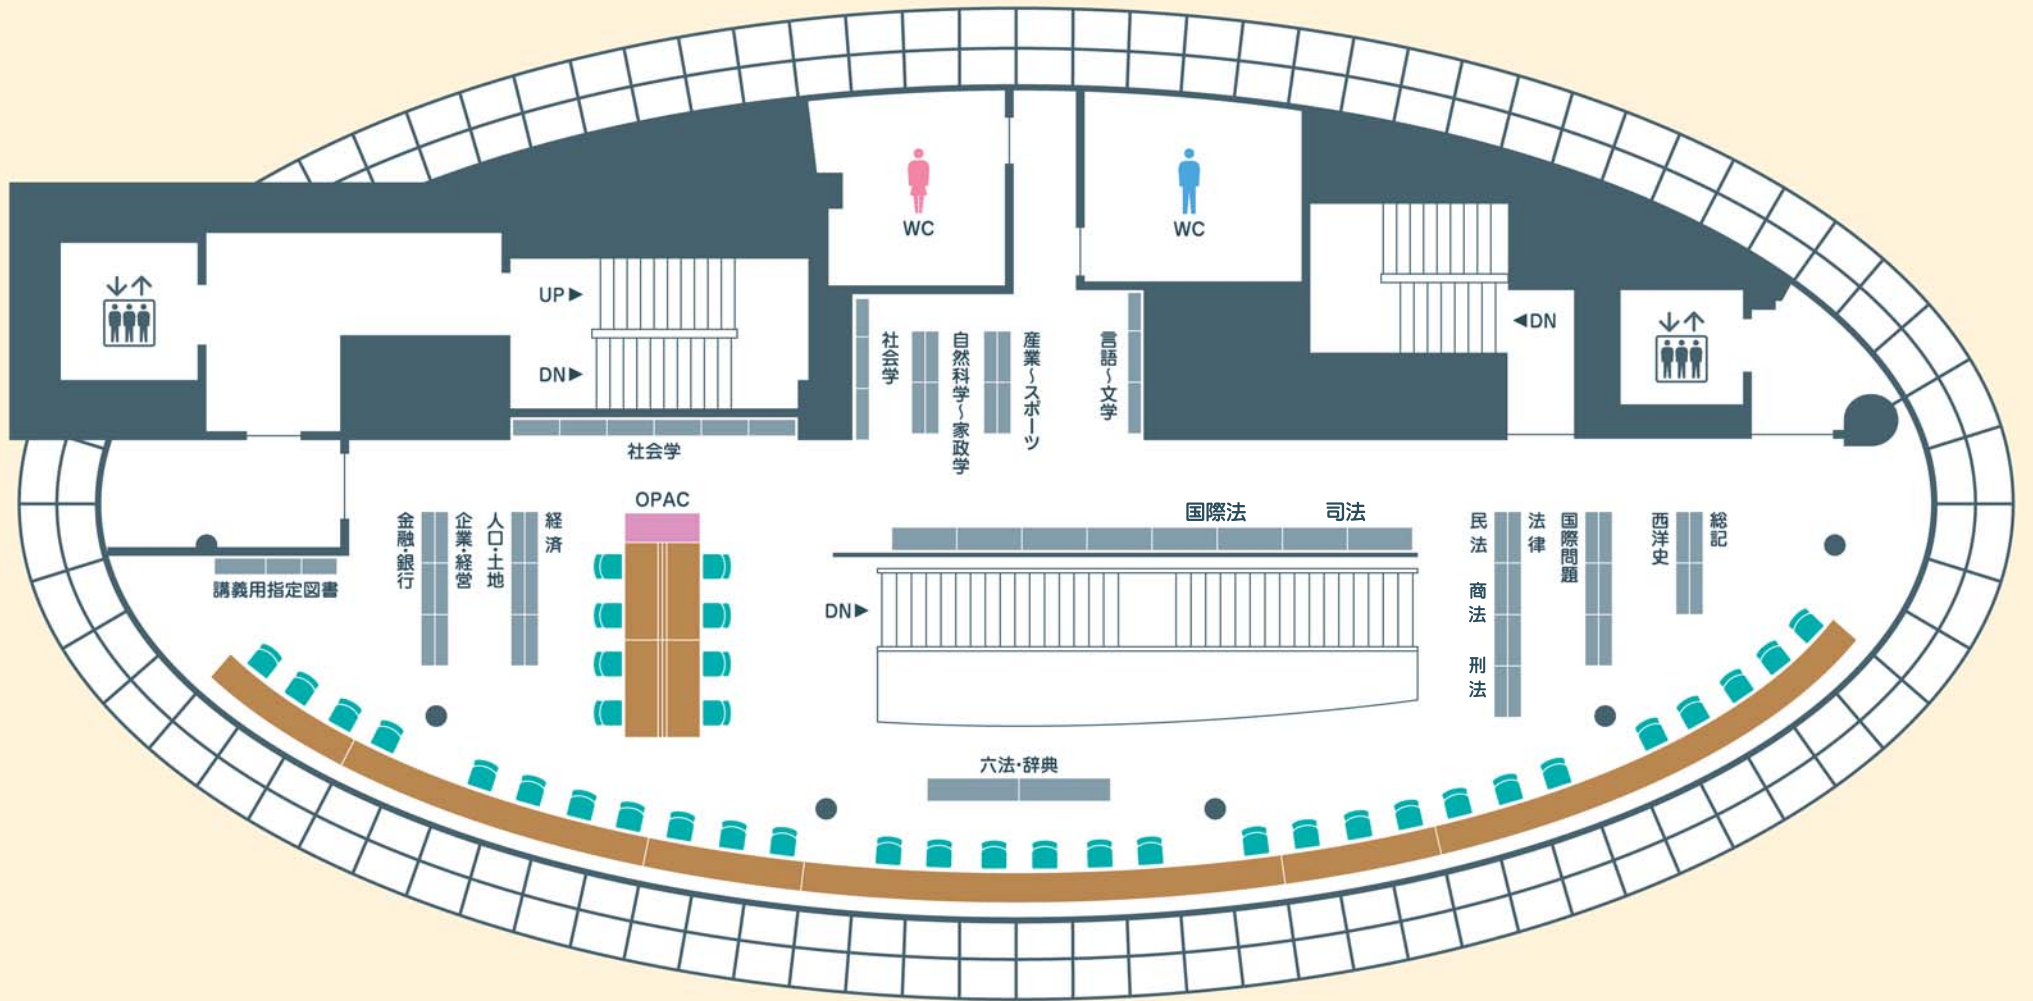 WC
WC
UP▶
DN▶
◀DN
社会学
自然科学～家政学
産業～スポーツ
言語～文学
社会学
OPAC
金融・銀行
企業・経営
人口・土地
経済
国際法
司法
民法
商法
刑法
法律
国際問題
西洋史
総記
講義用指定図書
DN▶
六法・辞典